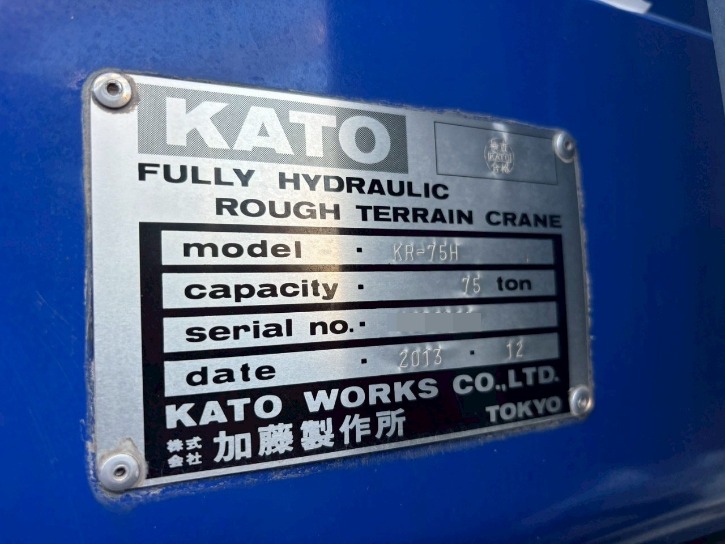 KATO
FULLY HYDRAULIC
ROUGH TERRAIN CRANE
model · KR-75H
capacity · 75 ton
serial no. ·
date · 2013 · 12
KATO WORKS CO.,LTD.
株式会社 加藤製作所 TOKYO